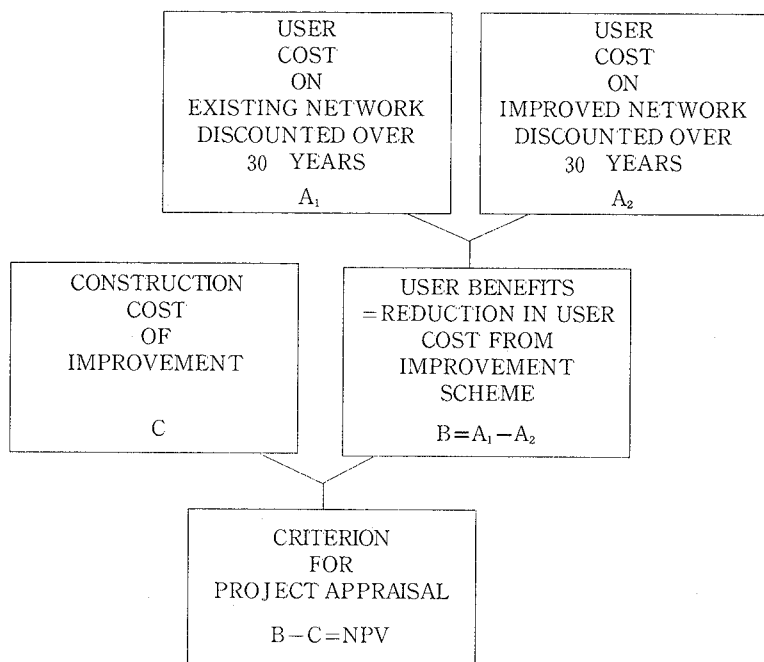 USER
COST
ON
EXISTING NETWORK
DISCOUNTED OVER
30 YEARS
A₁
USER
COST
ON
IMPROVED NETWORK
DISCOUNTED OVER
30 YEARS
A₂
CONSTRUCTION
COST
OF
IMPROVEMENT
C
USER BENEFITS
=REDUCTION IN USER
COST FROM
IMPROVEMENT
SCHEME
B=A₁−A₂
CRITERION
FOR
PROJECT APPRAISAL
B−C=NPV